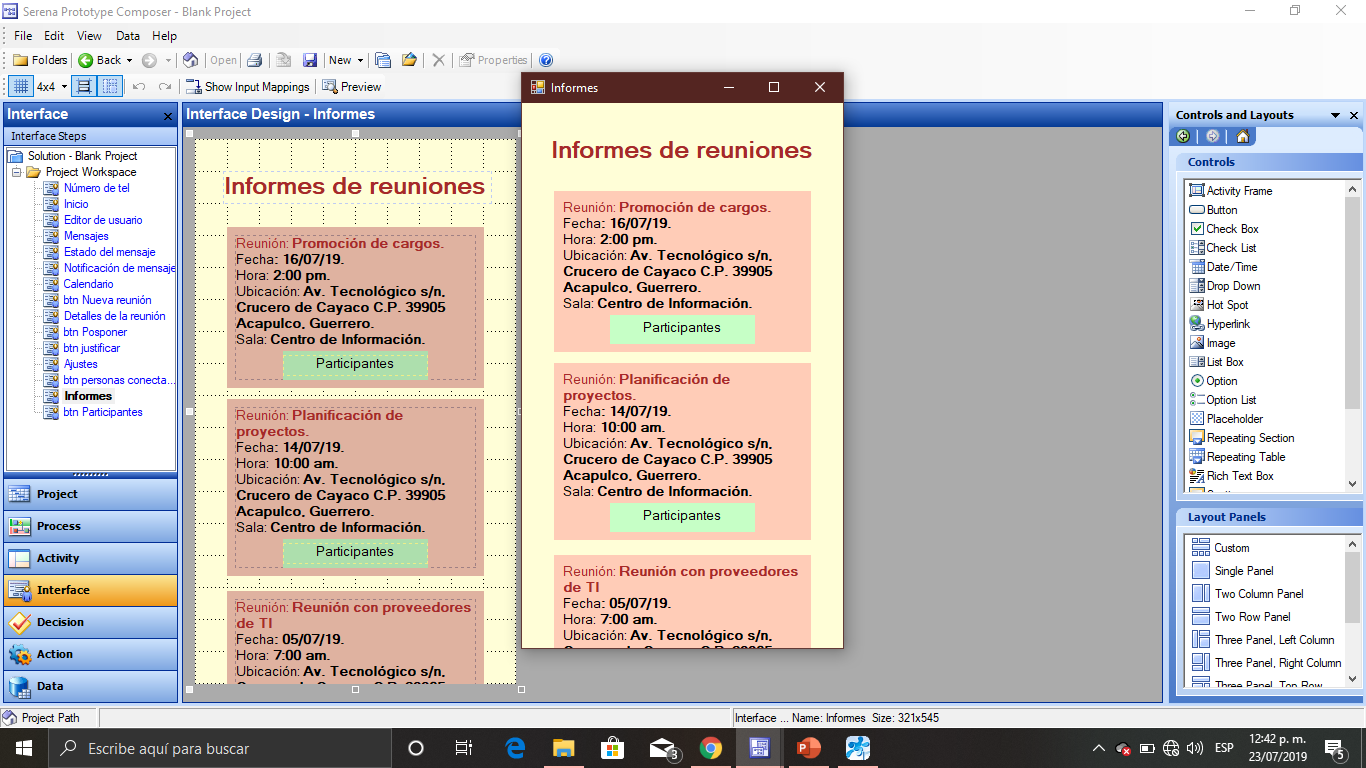 Serena Prototype Composer - Blank Project
File Edit View Data Help
Folders Back Open New Properties
4x4 Show Input Mappings Preview
Interface
Interface Steps
Solution - Blank Project
Project Workspace
Número de tel
Inicio
Editor de usuario
Mensajes
Estado del mensaje
Notificación de mensaje
Calendario
btn Nueva reunión
Detalles de la reunión
btn Posponer
btn justificar
Ajustes
btn personas conecta...
Informes
btn Participantes
Project
Process
Activity
Interface
Decision
Action
Data
Interface Design - Informes
Informes de reuniones
Reunión: Promoción de cargos.
Fecha: 16/07/19.
Hora: 2:00 pm.
Ubicación: Av. Tecnológico s/n,
Crucero de Cayaco C.P. 39905
Acapulco, Guerrero.
Sala: Centro de Información.
Participantes
Reunión: Planificación de
proyectos.
Fecha: 14/07/19.
Hora: 10:00 am.
Ubicación: Av. Tecnológico s/n,
Crucero de Cayaco C.P. 39905
Acapulco, Guerrero.
Sala: Centro de Información.
Participantes
Reunión: Reunión con proveedores
de TI
Fecha: 05/07/19.
Hora: 7:00 am.
Ubicación: Av. Tecnológico s/n,
Informes
Informes de reuniones
Reunión: Promoción de cargos.
Fecha: 16/07/19.
Hora: 2:00 pm.
Ubicación: Av. Tecnológico s/n,
Crucero de Cayaco C.P. 39905
Acapulco, Guerrero.
Sala: Centro de Información.
Participantes
Reunión: Planificación de
proyectos.
Fecha: 14/07/19.
Hora: 10:00 am.
Ubicación: Av. Tecnológico s/n,
Crucero de Cayaco C.P. 39905
Acapulco, Guerrero.
Sala: Centro de Información.
Participantes
Reunión: Reunión con proveedores
de TI
Fecha: 05/07/19.
Hora: 7:00 am.
Ubicación: Av. Tecnológico s/n,
Controls and Layouts
Controls
Activity Frame
Button
Check Box
Check List
Date/Time
Drop Down
Hot Spot
Hyperlink
Image
List Box
Option
Option List
Placeholder
Repeating Section
Repeating Table
Rich Text Box
Layout Panels
Custom
Single Panel
Two Column Panel
Two Row Panel
Three Panel, Left Column
Three Panel, Right Column
Three Panel, Top Row
Project Path
Interface ... Name: Informes Size: 321x545
Escribe aquí para buscar
3
ESP
12:42 p. m.
23/07/2019
5